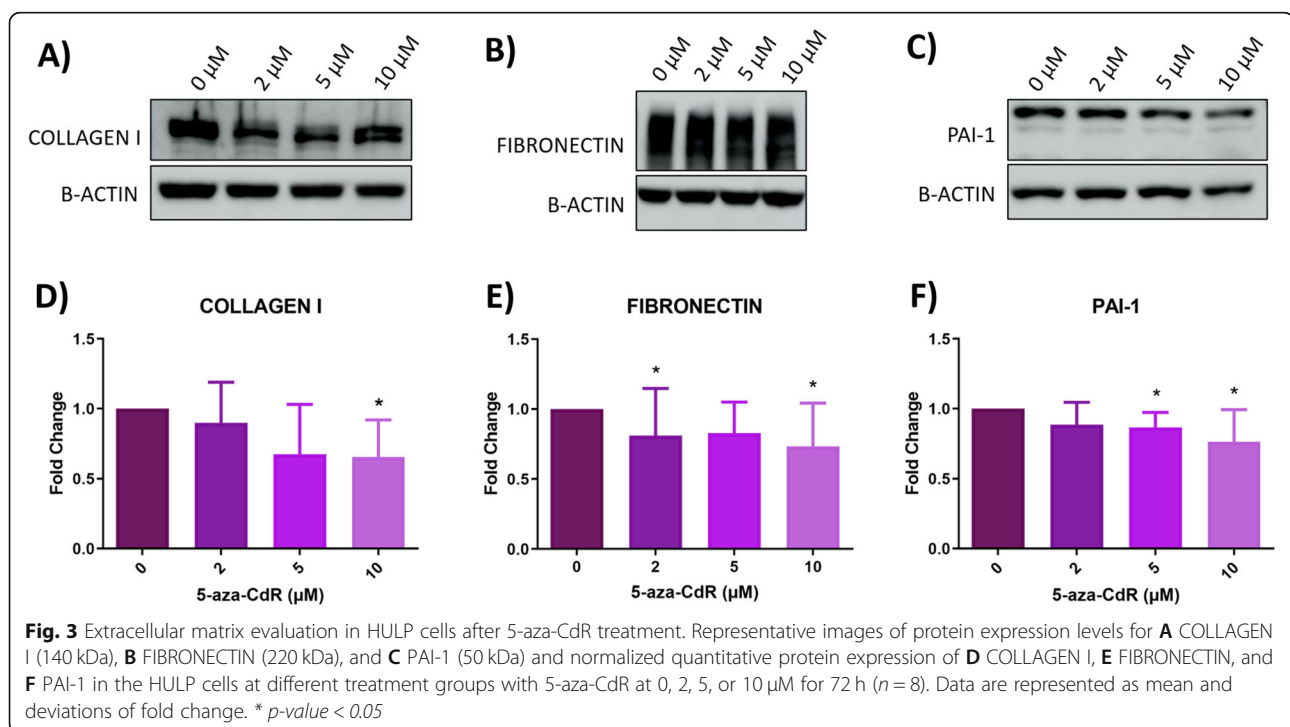 A)
0 µM 2 µM 5 µM 10 µM
COLLAGEN I
B-ACTIN
B)
0 µM 2 µM 5 µM 10 µM
FIBRONECTIN
B-ACTIN
C)
0 µM 2 µM 5 µM 10 µM
PAI-1
B-ACTIN
D)
COLLAGEN I
Fold Change
1.5
1.0
0.5
0.0
*
0 2 5 10
5-aza-CdR (µM)
E)
FIBRONECTIN
Fold Change
1.5
1.0
0.5
0.0
* *
0 2 5 10
5-aza-CdR (µM)
F)
PAI-1
Fold Change
1.5
1.0
0.5
0.0
* *
0 2 5 10
5-aza-CdR (µM)
Fig. 3 Extracellular matrix evaluation in HULP cells after 5-aza-CdR treatment. Representative images of protein expression levels for A COLLAGEN
I (140 kDa), B FIBRONECTIN (220 kDa), and C PAI-1 (50 kDa) and normalized quantitative protein expression of D COLLAGEN I, E FIBRONECTIN, and
F PAI-1 in the HULP cells at different treatment groups with 5-aza-CdR at 0, 2, 5, or 10 µM for 72 h (n = 8). Data are represented as mean and
deviations of fold change. * p-value < 0.05